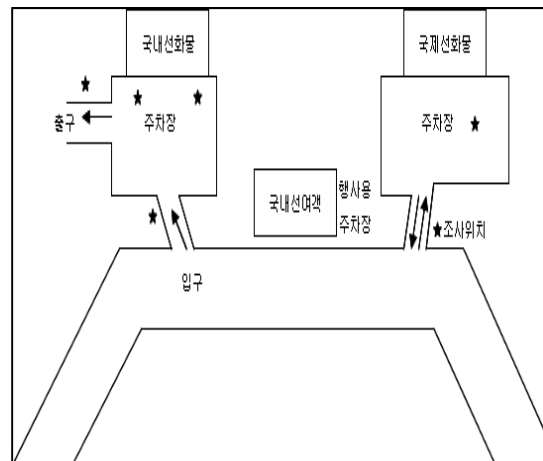 국내선화물
국제선화물
★
★ ★
출구
주차장
주차장 ★
국내선여객
행사용
주차장
★
★조사위치
입구